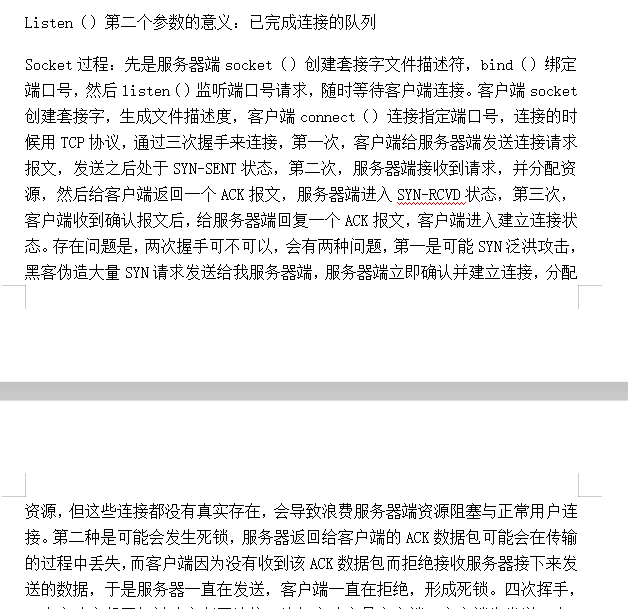 Listen（）第二个参数的意义：已完成连接的队列
Socket 过程：先是服务器端 socket（）创建套接字文件描述符，bind（）绑定
端口号，然后 listen（）监听端口号请求，随时等待客户端连接。客户端 socket
创建套接字，生成文件描述度，客户端 connect（）连接指定端口号，连接的时
候用 TCP 协议，通过三次握手来连接，第一次，客户端给服务器端发送连接请求
报文，发送之后处于 SYN-SENT 状态，第二次，服务器端接收到请求，并分配资
源，然后给客户端返回一个 ACK 报文，服务器端进入 SYN-RCVD 状态，第三次，
客户端收到确认报文后，给服务器端回复一个 ACK 报文，客户端进入建立连接状
态。存在问题是，两次握手可不可以，会有两种问题，第一是可能 SYN 泛洪攻击，
黑客伪造大量 SYN 请求发送给我服务器端，服务器端立即确认并建立连接，分配
资源，但这些连接都没有真实存在，会导致浪费服务器端资源阻塞与正常用户连
接。第二种是可能会发生死锁，服务器返回给客户端的 ACK 数据包可能会在传输
的过程中丢失，而客户端因为没有收到该 ACK 数据包而拒绝接收服务器接下来发
送的数据，于是服务器一直在发送，客户端一直在拒绝，形成死锁。四次挥手，